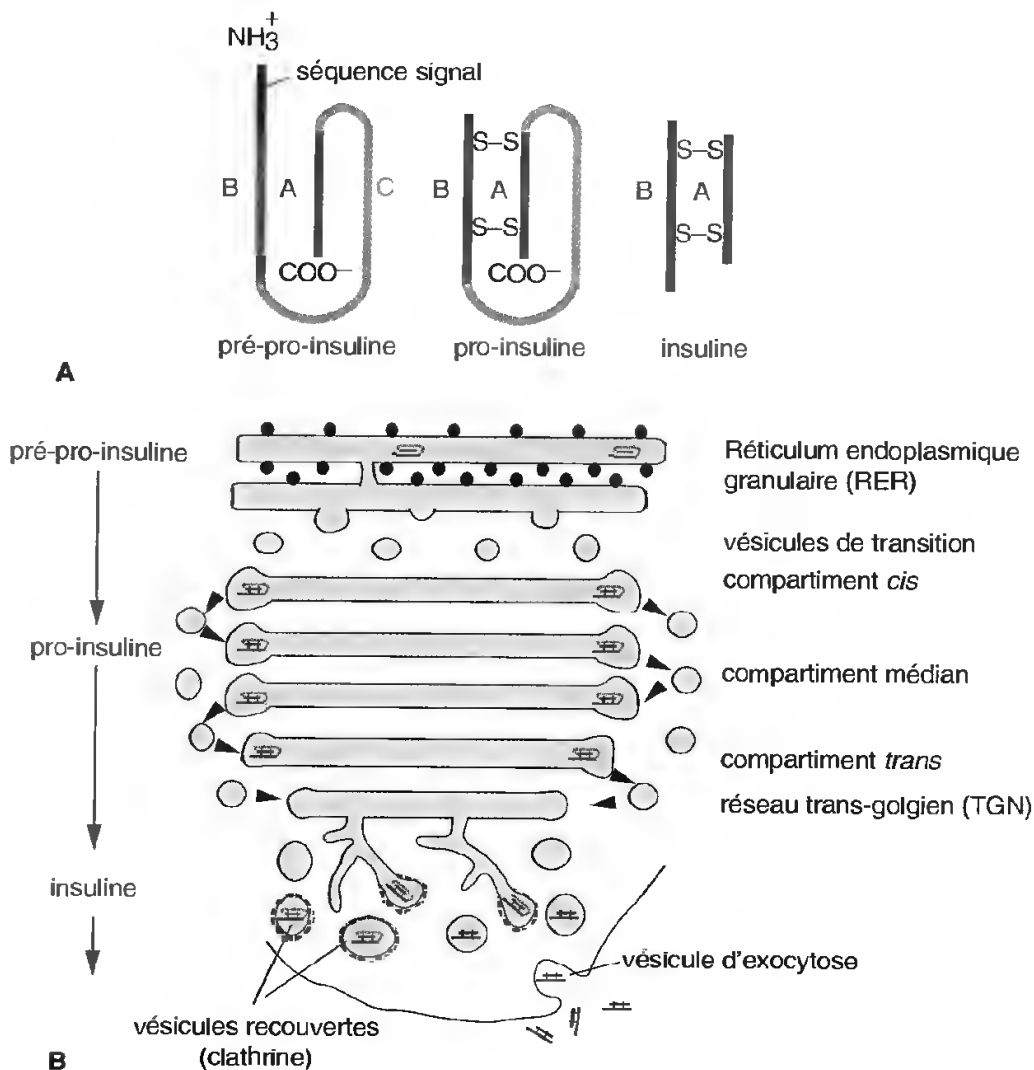 NH3+
séquence signal
B A C
S–S
B A
S–S
S–S
B A
S–S
COO–
COO–
pré-pro-insuline
pro-insuline
insuline
A
pré-pro-insuline
Réticulum endoplasmique
granulaire (RER)
vésicules de transition
compartiment cis
pro-insuline
compartiment médian
compartiment trans
réseau trans-golgien (TGN)
insuline
vésicule d'exocytose
vésicules recouvertes
(clathrine)
B